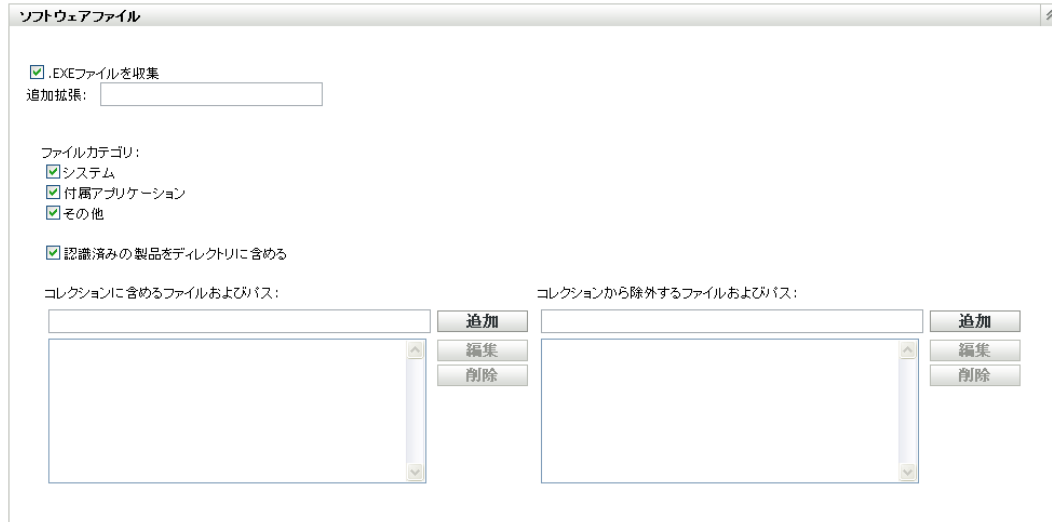 ソフトウェアファイル
.EXEファイルを収集
追加拡張:
ファイルカテゴリ:
システム
付属アプリケーション
その他
認識済みの製品をディレクトリに含める
コレクションに含めるファイルおよびパス:
コレクションから除外するファイルおよびパス:
追加
追加
編集
編集
削除
削除